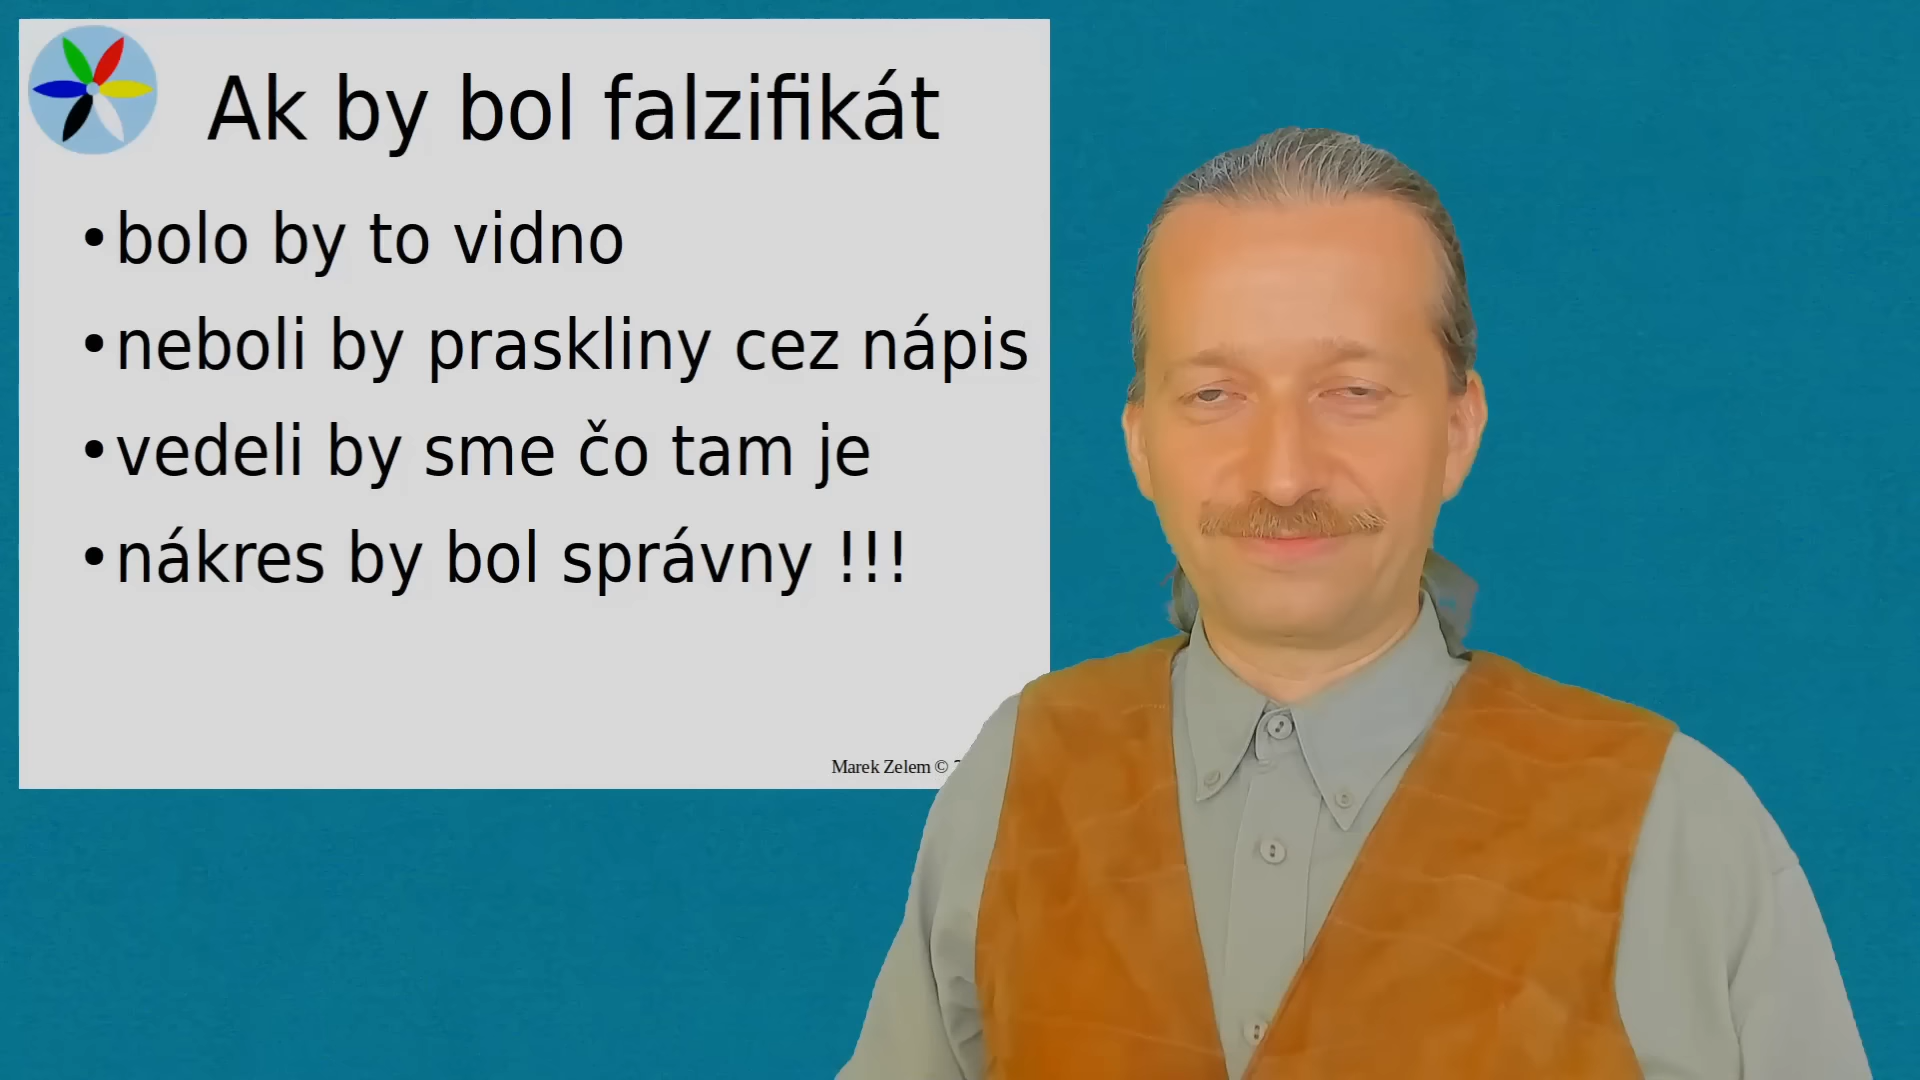 Ak by bol falzifikát
• bolo by to vidno
• neboli by praskliny cez nápis
• vedeli by sme čo tam je
• nákres by bol správny !!!
Marek Zelem ©